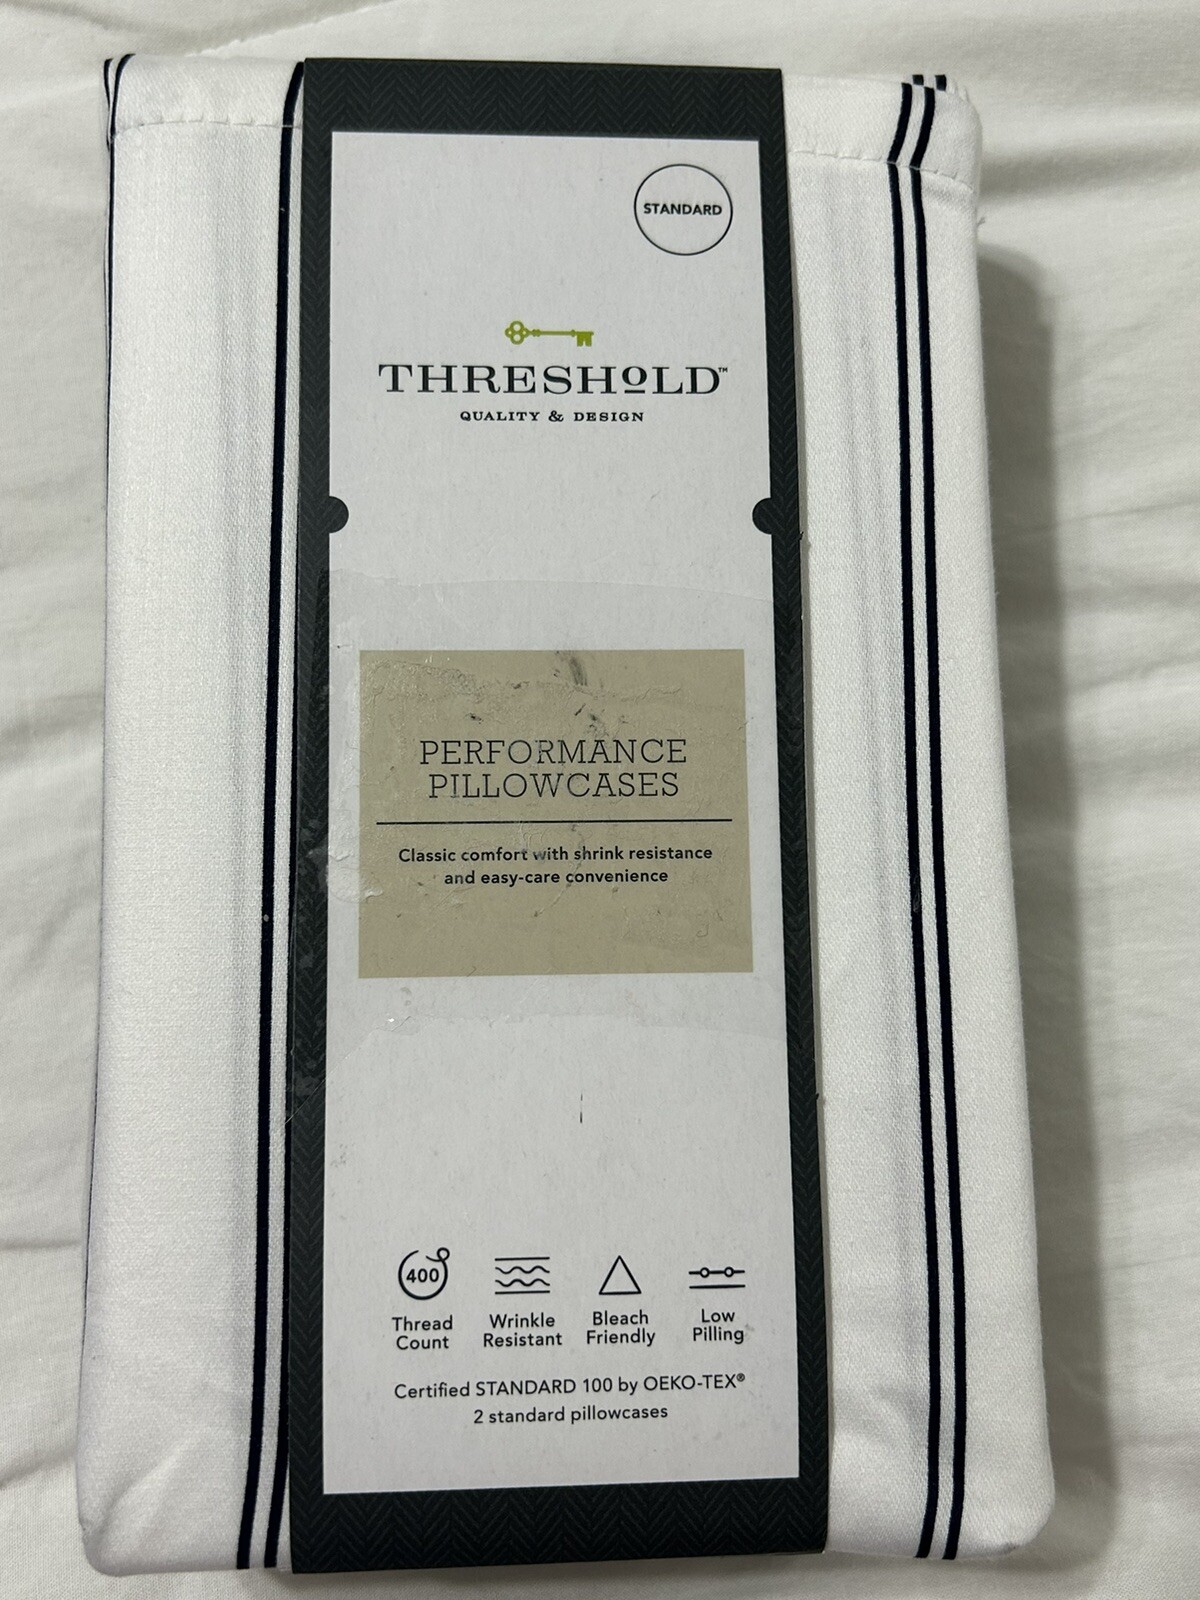 STANDARD
THRESHOLD™
QUALITY & DESIGN
PERFORMANCE
PILLOWCASES
Classic comfort with shrink resistance
and easy-care convenience
400
Thread
Count
Wrinkle
Resistant
Bleach
Friendly
Low
Pilling
Certified STANDARD 100 by OEKO-TEX®
2 standard pillowcases